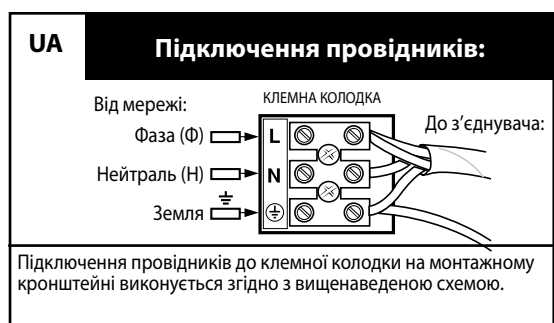 UA
Підключення провідників:
Від мережі:
КЛЕМНА КОЛОДКА
До з’єднувача:
Фаза (Ф)
L
Нейтраль (Н)
N
Земля
Підключення провідників до клемної колодки на монтажному
кронштейні виконується згідно з вищенаведеною схемою.